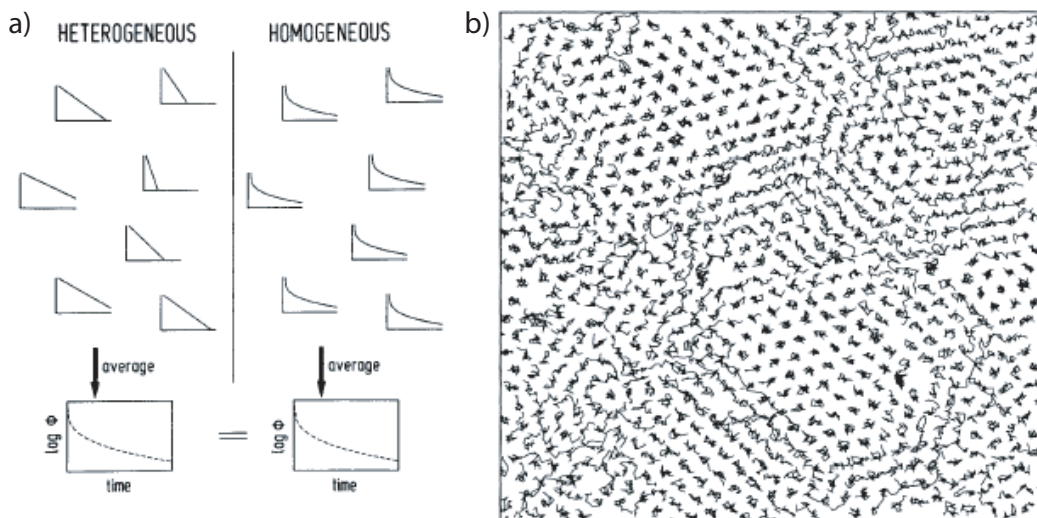 a)
HETEROGENEOUS
HOMOGENEOUS
average
average
log Φ
time
=
log Φ
time
b)